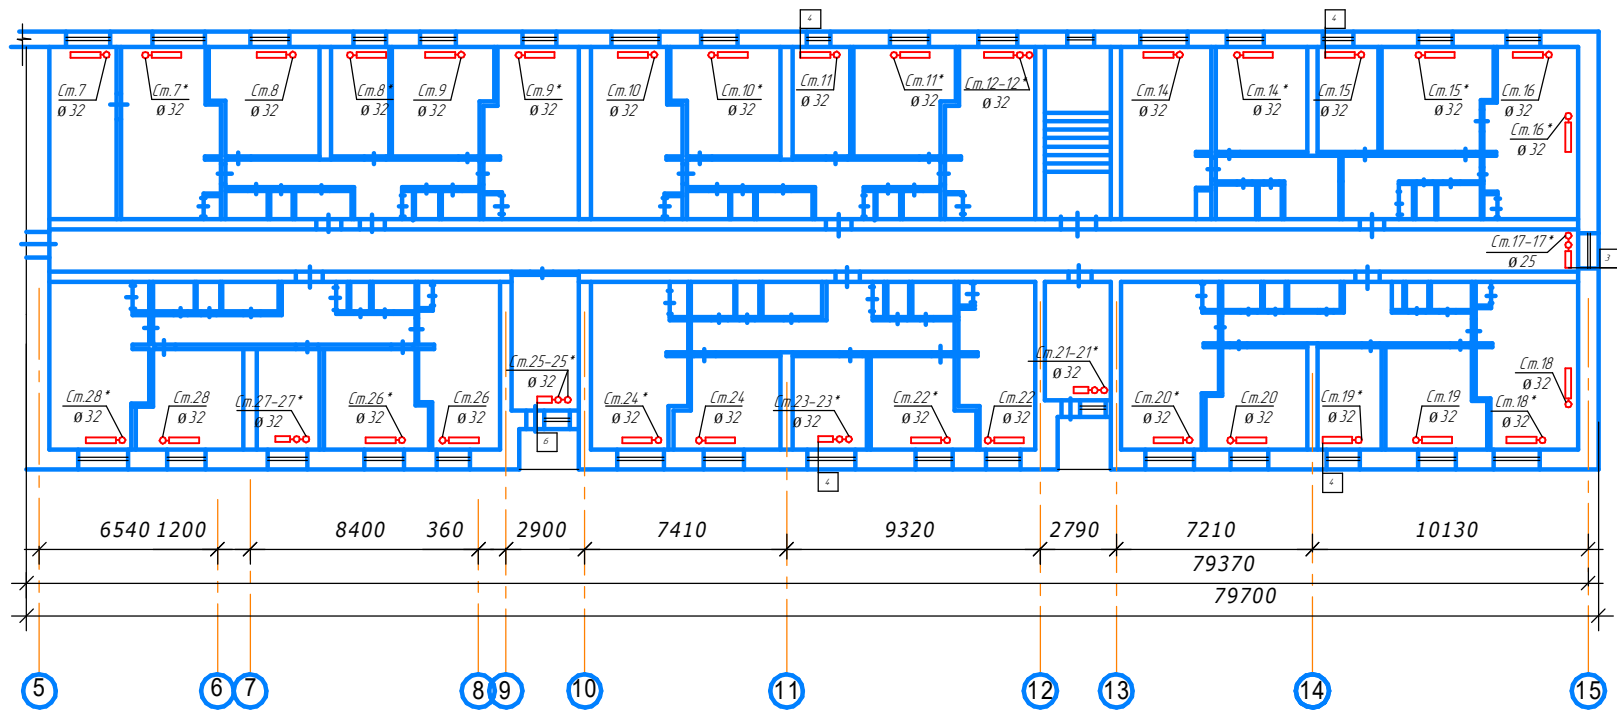 4
4
Ст.7
Ø 32
Ст.7*
Ø 32
Ст.8
Ø 32
Ст.8*
Ø 32
Ст.9
Ø 32
Ст.9*
Ø 32
Ст.10
Ø 32
Ст.10*
Ø 32
Ст.11
Ø 32
Ст.11*
Ø 32
Ст.12-12*
Ø 32
Ст.14
Ø 32
Ст.14*
Ø 32
Ст.15
Ø 32
Ст.15*
Ø 32
Ст.16
Ø 32
Ст.16*
Ø 32
Ст.17-17*
Ø 25
3
Ст.28*
Ø 32
Ст.28
Ø 32
Ст.27-27*
Ø 32
Ст.26*
Ø 32
Ст.26
Ø 32
Ст.25-25*
Ø 32
Ст.24*
Ø 32
Ст.24
Ø 32
Ст.23-23*
Ø 32
Ст.22*
Ø 32
Ст.22
Ø 32
Ст.21-21*
Ø 32
Ст.20*
Ø 32
Ст.20
Ø 32
Ст.19*
Ø 32
Ст.19
Ø 32
Ст.18*
Ø 32
Ст.18
Ø 32
6
4
4
6540 1200 8400 360 2900 7410 9320 2790 7210 10130
79370
79700
5 6 7 8 9 10 11 12 13 14 15